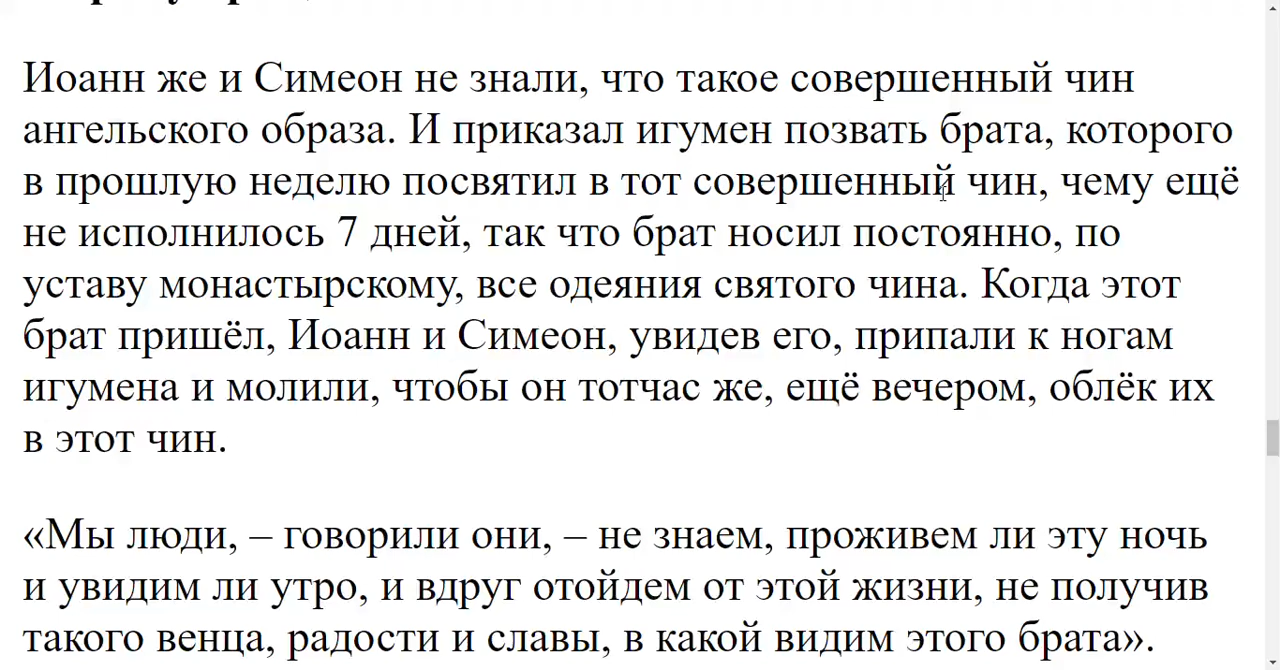 Иоанн же и Симеон не знали, что такое совершенный чин
ангельского образа. И приказал игумен позвать брата, которого
в прошлую неделю посвятил в тот совершенный чин, чему ещё
не исполнилось 7 дней, так что брат носил постоянно, по
уставу монастырскому, все одеяния святого чина. Когда этот
брат пришёл, Иоанн и Симеон, увидев его, припали к ногам
игумена и молили, чтобы он тотчас же, ещё вечером, облёк их
в этот чин.
«Мы люди, – говорили они, – не знаем, проживем ли эту ночь
и увидим ли утро, и вдруг отойдем от этой жизни, не получив
такого венца, радости и славы, в какой видим этого брата».